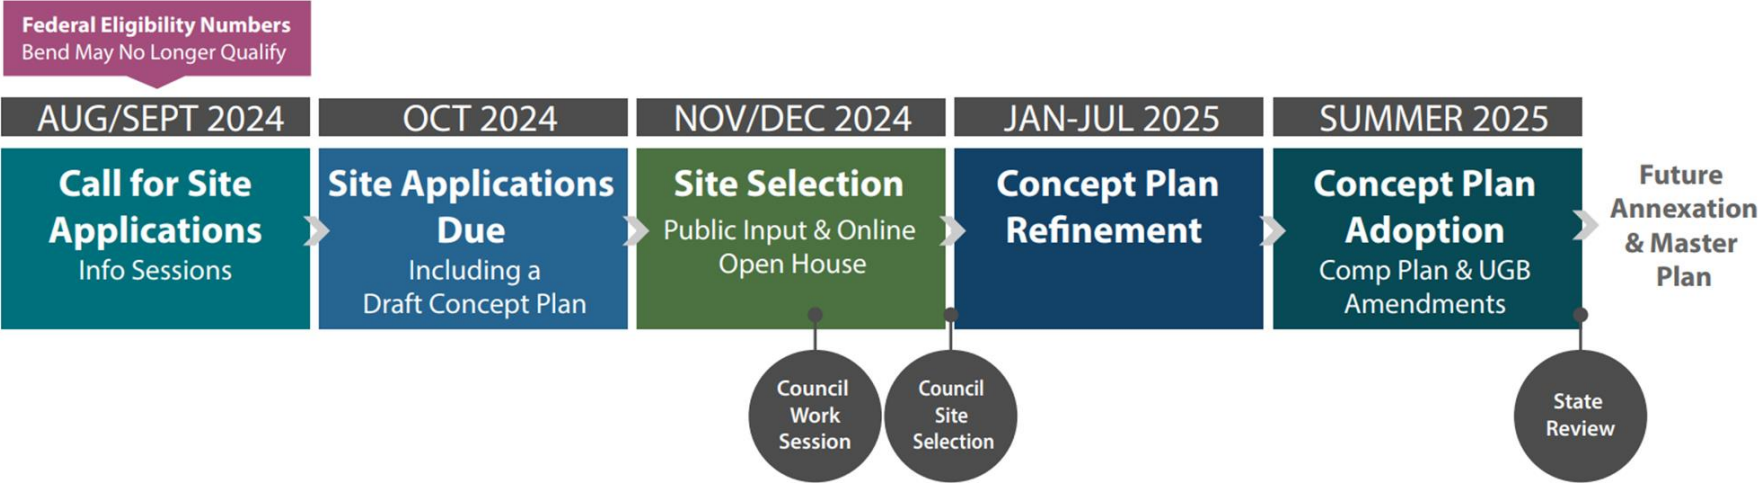 Federal Eligibility Numbers
Bend May No Longer Qualify
AUG/SEPT 2024
Call for Site
Applications
Info Sessions
OCT 2024
Site Applications
Due
Including a
Draft Concept Plan
NOV/DEC 2024
Site Selection
Public Input & Online
Open House
Council
Work
Session
Council
Site
Selection
JAN-JUL 2025
Concept Plan
Refinement
SUMMER 2025
Concept Plan
Adoption
Comp Plan & UGB
Amendments
State
Review
Future
Annexation
& Master
Plan